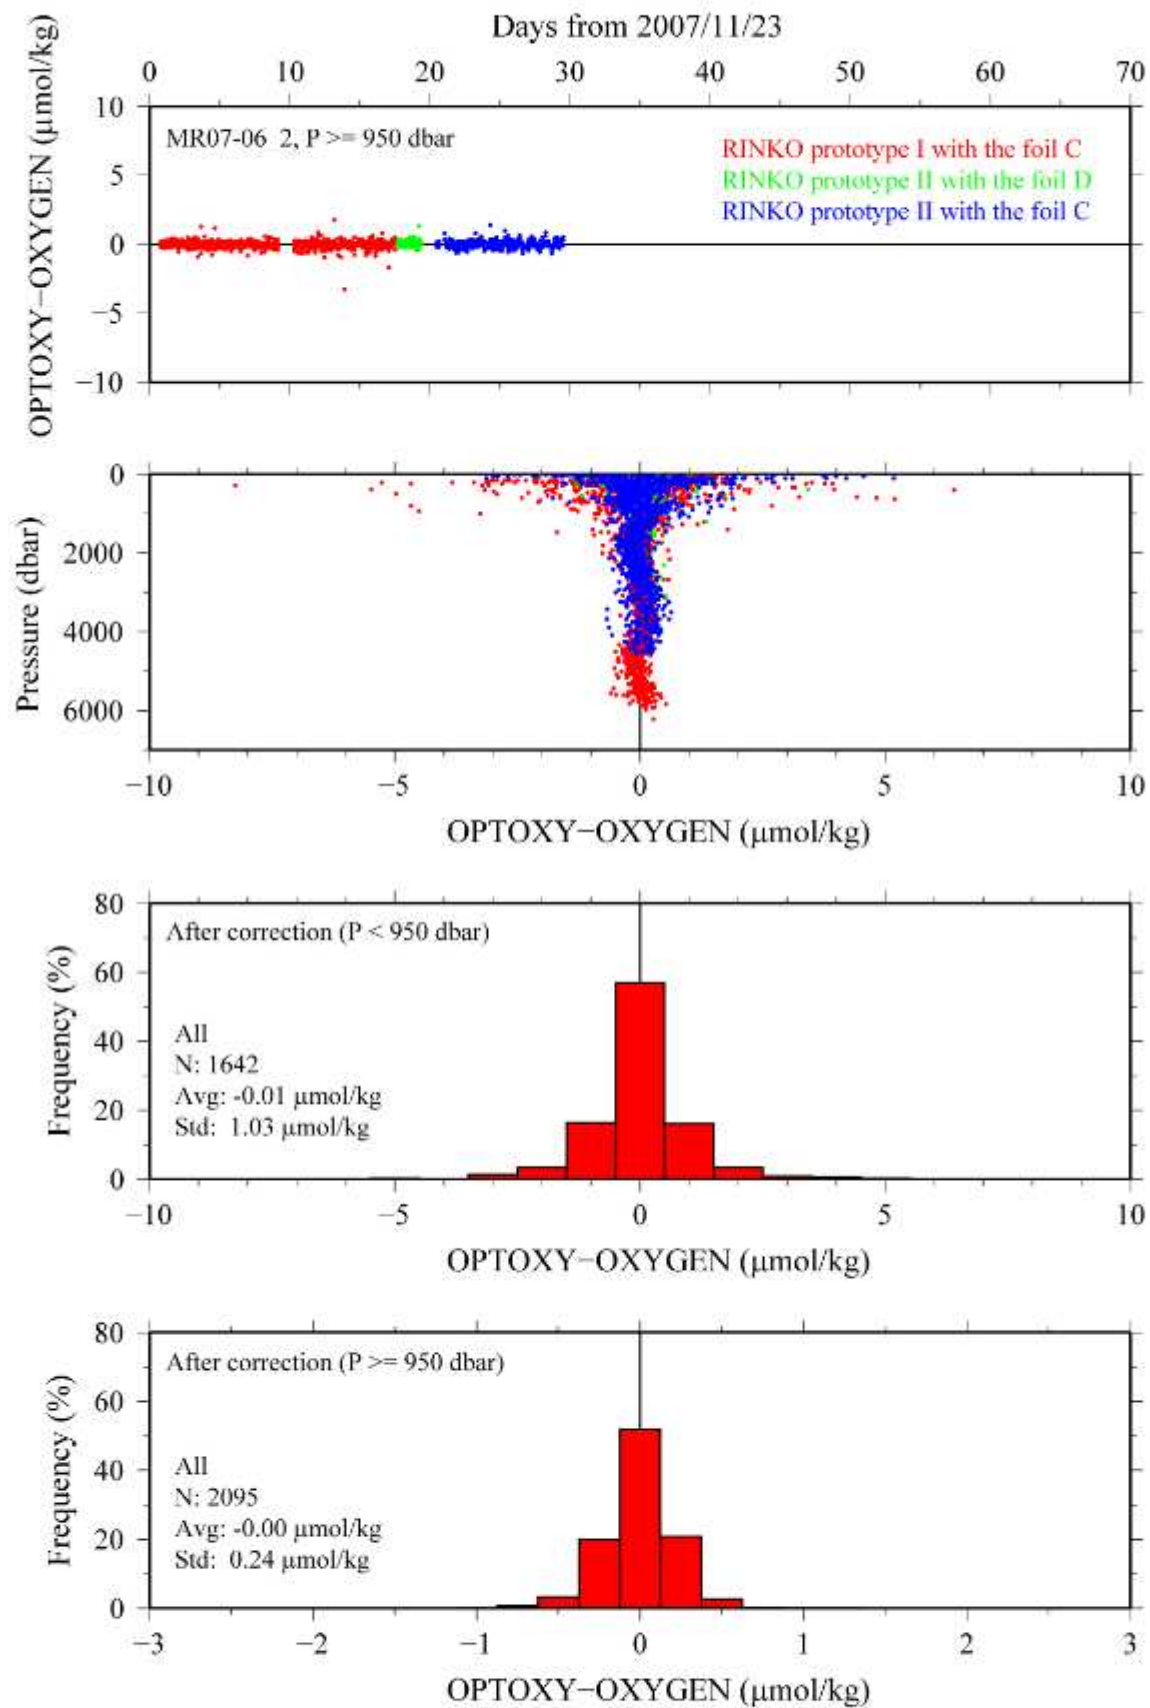 Days from 2007/11/23
0 10 20 30 40 50 60 70
OPTOXY−OXYGEN (μmol/kg)
10
5
0
−5
−10
MR07-06_2, P >= 950 dbar
RINKO prototype I with the foil C
RINKO prototype II with the foil D
RINKO prototype II with the foil C
Pressure (dbar)
0
2000
4000
6000
−10 −5 0 5 10
OPTOXY−OXYGEN (μmol/kg)
Frequency (%)
80
60
40
20
0
After correction (P < 950 dbar)
All
N: 1642
Avg: -0.01 μmol/kg
Std: 1.03 μmol/kg
−10 −5 0 5 10
OPTOXY−OXYGEN (μmol/kg)
Frequency (%)
80
60
40
20
0
After correction (P >= 950 dbar)
All
N: 2095
Avg: -0.00 μmol/kg
Std: 0.24 μmol/kg
−3 −2 −1 0 1 2 3
OPTOXY−OXYGEN (μmol/kg)